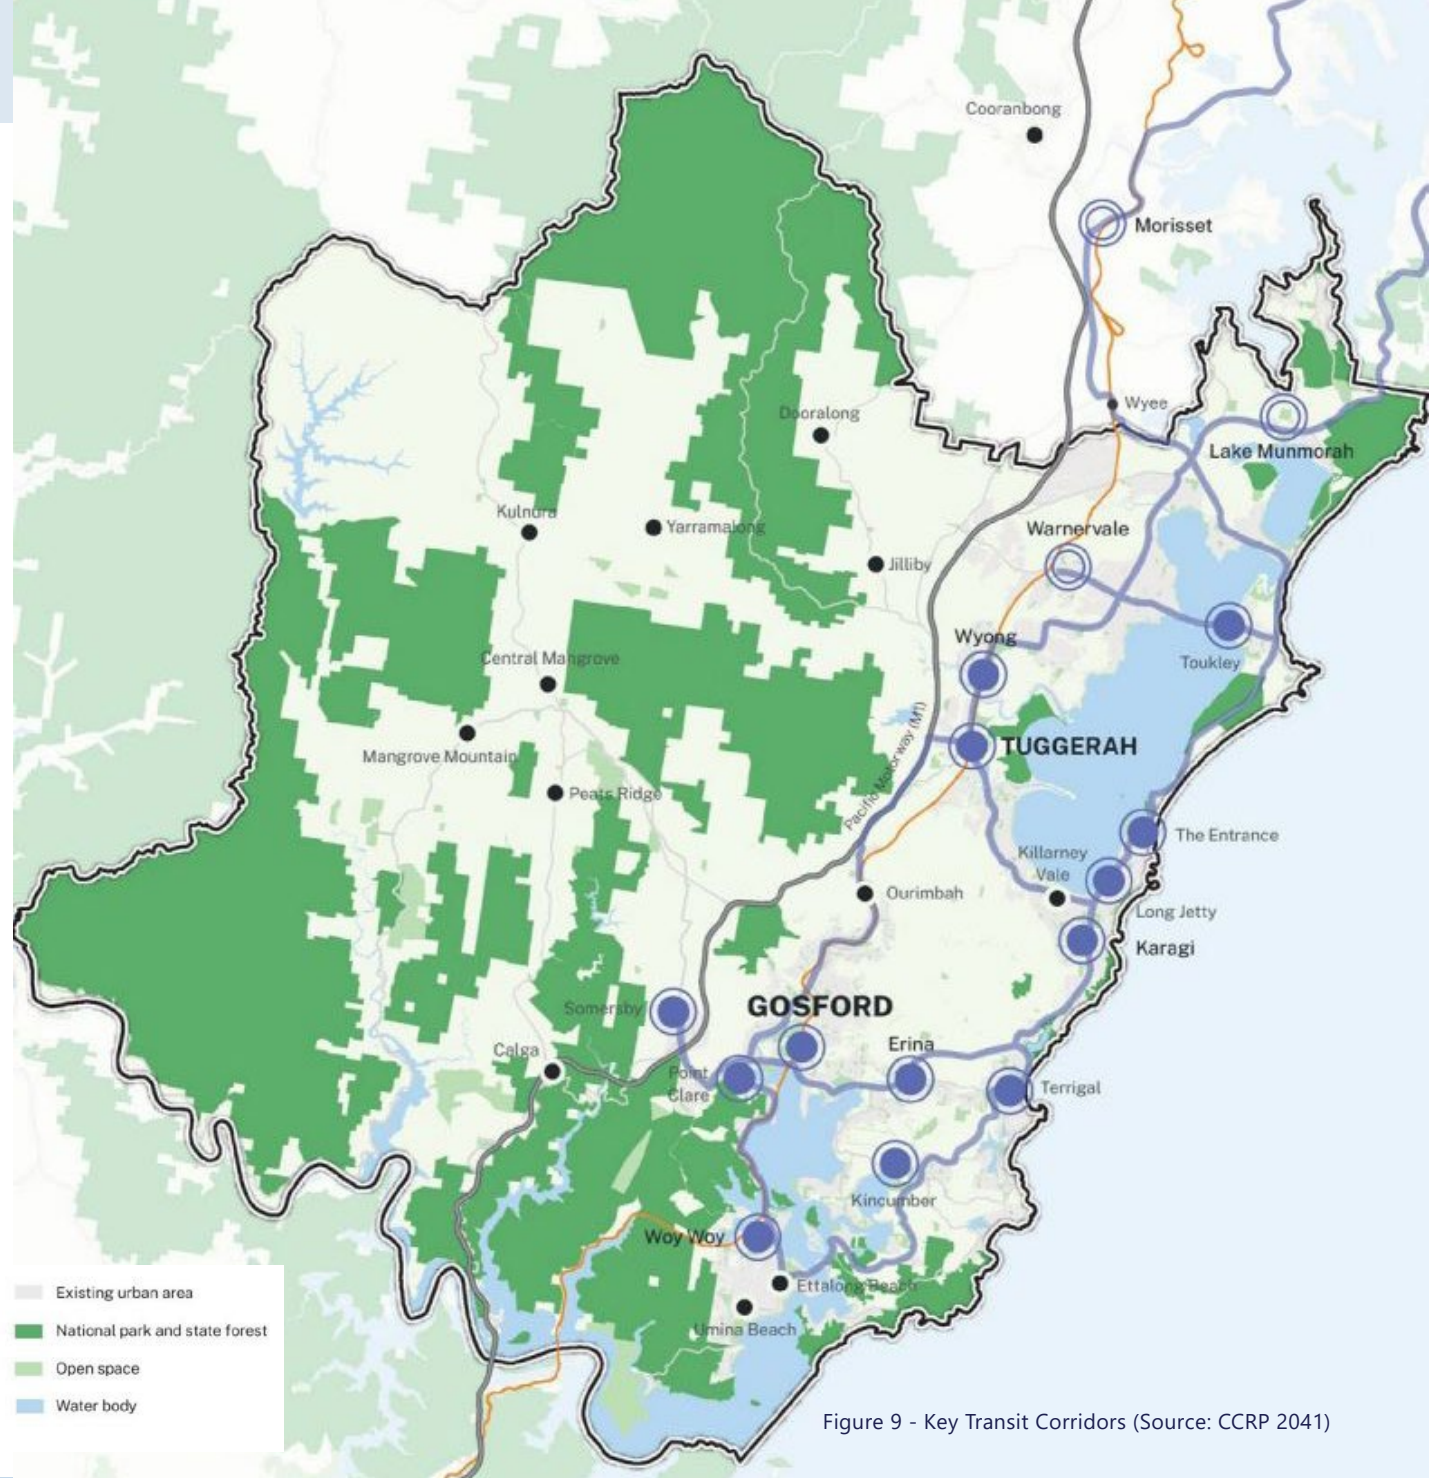 Cooranbong
Morisset
Wyee
Dooralong
Lake Munmorah
Kulnura
Yarramalong
Warnervale
Jilliby
Wyong
Central Mangrove
Toukley
TUGGERAH
Mangrove Mountain
Pacific Motorway (M1)
Peats Ridge
The Entrance
Killarney
Vale
Ourimbah
Long Jetty
Karagi
Somersby
GOSFORD
Erina
Calga
Point
Clare
Terrigal
Kincumber
Woy Woy
Ettalong Beach
Umina Beach
Existing urban area
National park and state forest
Open space
Water body
Figure 9 - Key Transit Corridors (Source: CCRP 2041)